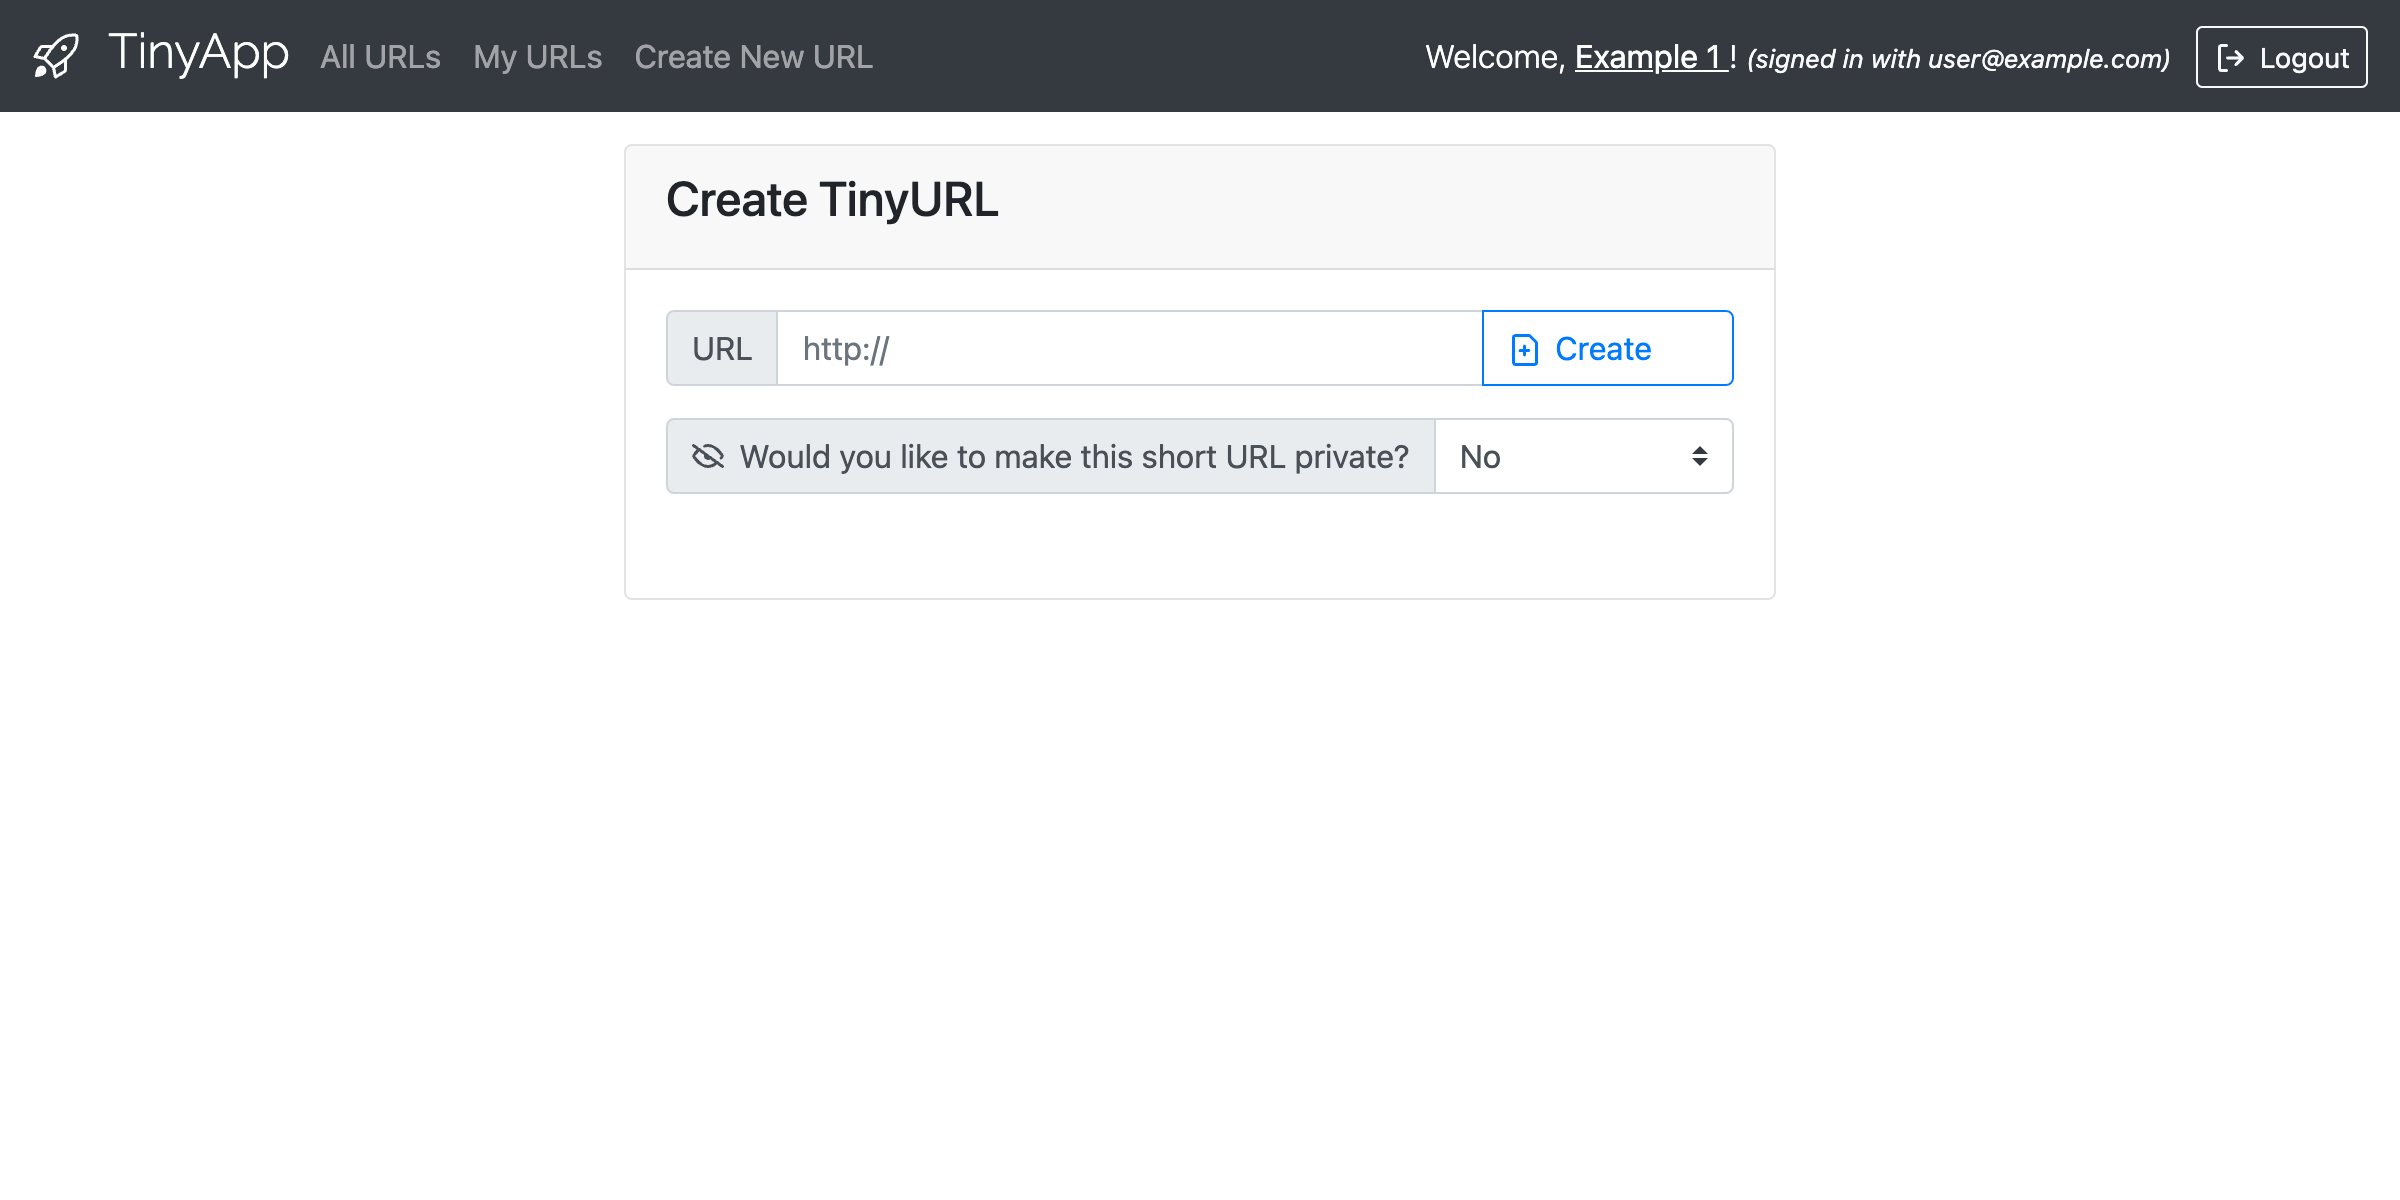 TinyApp All URLs My URLs Create New URL Welcome, Example 1 ! (signed in with user@example.com) Logout
Create TinyURL
URL http:// Create
Would you like to make this short URL private? No